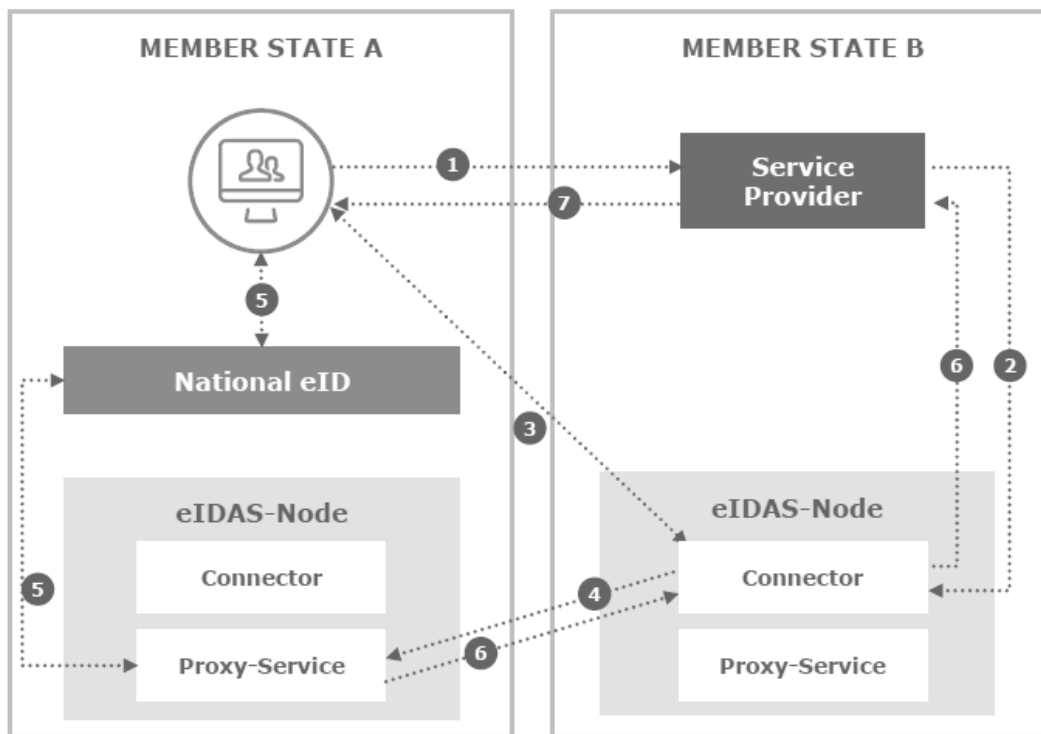 MEMBER STATE A
MEMBER STATE B
1
Service
Provider
7
5
6
2
National eID
3
eIDAS-Node
eIDAS-Node
Connector
Connector
5
4
6
Proxy-Service
Proxy-Service